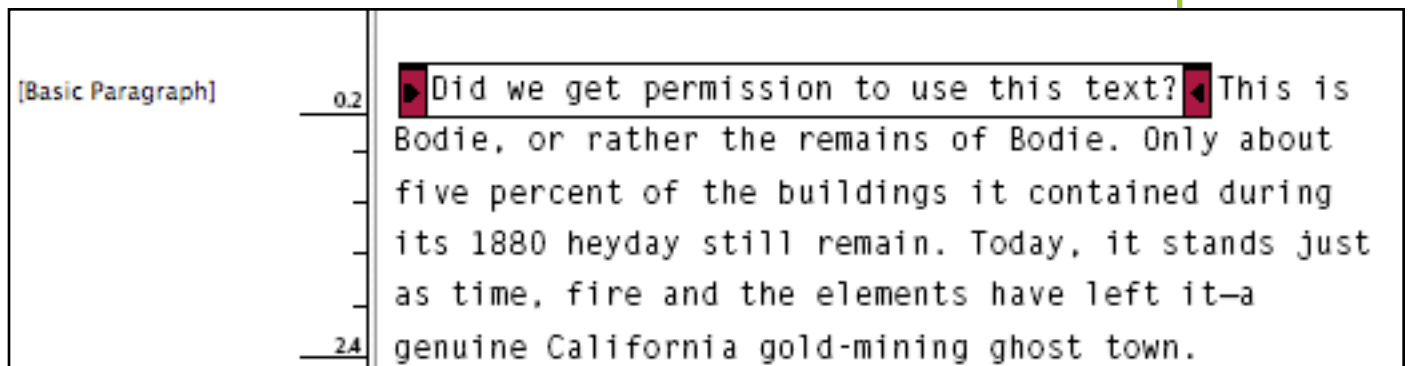 [Basic Paragraph]
0.2
Did we get permission to use this text? This is
Bodie, or rather the remains of Bodie. Only about
five percent of the buildings it contained during
its 1880 heyday still remain. Today, it stands just
as time, fire and the elements have left it—a
2.4
genuine California gold-mining ghost town.